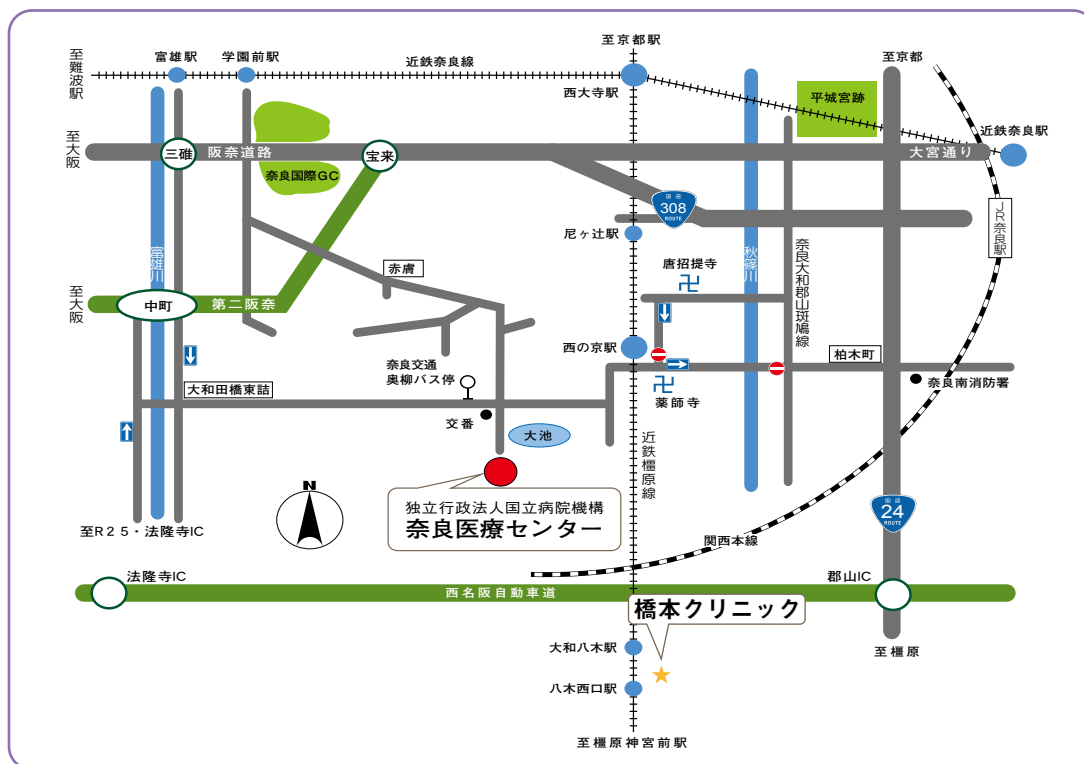 至京都駅
富雄駅
学園前駅
近鉄奈良線
至難波駅
至京都
西大寺駅
平城宮跡
近鉄奈良駅
至大阪
三碓
阪奈道路
宝来
大宮通り
奈良国際GC
国道
308
ROUTE
JR奈良駅
尼ヶ辻駅
富雄川
秋篠川
奈良大和郡山斑鳩線
唐招提寺
卍
赤膚
至大阪
中町
第二阪奈
西の京駅
柏木町
奈良交通
奥柳バス停
奈良南消防署
大和田橋東詰
卍
薬師寺
交番
大池
近鉄橿原線
独立行政法人国立病院機構
奈良医療センター
N
国道
24
ROUTE
至R25・法隆寺IC
関西本線
法隆寺IC
郡山IC
西名阪自動車道
橋本クリニック
大和八木駅
至橿原
八木西口駅
至橿原神宮前駅